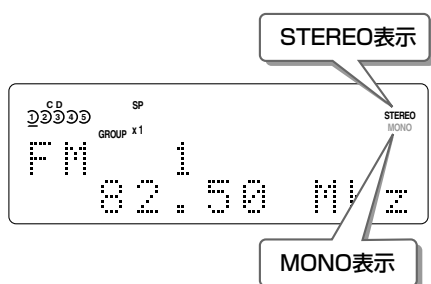 STEREO表示
CD SP
①②③④⑤ STEREO
GROUP x1 MONO
FM 1
82.50 MHz
MONO表示